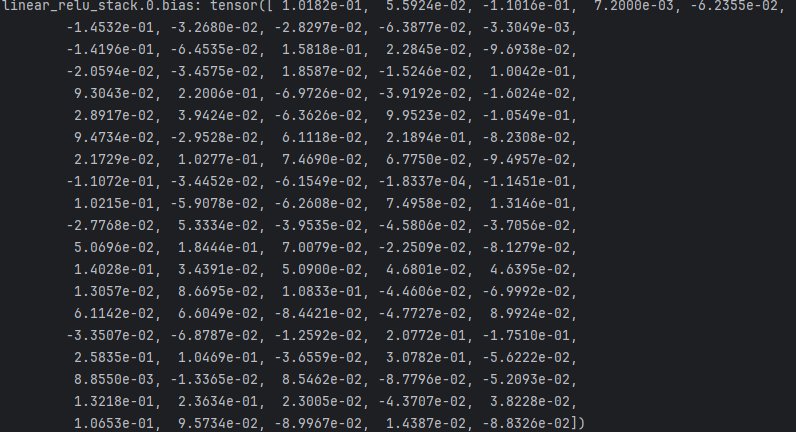 linear_relu_stack.0.bias: tensor([ 1.0182e-01,  5.5924e-02, -1.1016e-01,  7.2000e-03, -6.2355e-02,
-1.4532e-01, -3.2680e-02, -2.8297e-02, -6.3877e-02, -3.3049e-03,
-1.4196e-01, -6.4535e-02,  1.5818e-01,  2.2845e-02, -9.6938e-02,
-2.0594e-02, -3.4575e-02,  1.8587e-02, -1.5246e-02,  1.0042e-01,
9.3043e-02,  2.2006e-01, -6.9726e-02, -3.9192e-02, -1.6024e-02,
2.8917e-02,  3.9424e-02, -6.3626e-02,  9.9523e-02, -1.0549e-01,
9.4734e-02, -2.9528e-02,  6.1118e-02,  2.1894e-01, -8.2308e-02,
2.1729e-02,  1.0277e-01,  7.4690e-02,  6.7750e-02, -9.4957e-02,
-1.1072e-01, -3.4452e-02, -6.1549e-02, -1.8337e-04, -1.1451e-01,
1.0215e-01, -5.9078e-02, -6.2608e-02,  7.4958e-02,  1.3146e-01,
-2.7768e-02,  5.3334e-02, -3.9535e-02, -4.5806e-02, -3.7056e-02,
5.0696e-02,  1.8444e-01,  7.0079e-02, -2.2509e-02, -8.1279e-02,
1.4028e-02,  3.4391e-02,  5.0900e-02,  4.6801e-02,  4.6395e-02,
1.3057e-02,  8.6695e-02,  1.0833e-01, -4.4606e-02, -6.9992e-02,
6.1142e-02,  6.6049e-02, -8.4421e-02, -4.7727e-02,  8.9924e-02,
-3.3507e-02, -6.8787e-02, -1.2592e-02,  2.0772e-01, -1.7510e-01,
2.5835e-01,  1.0469e-01, -3.6559e-02,  3.0782e-01, -5.6222e-02,
8.8550e-03, -1.3365e-02,  8.5462e-02, -8.7796e-02, -5.2093e-02,
1.3218e-01,  2.3634e-01,  2.3005e-02, -4.3707e-02,  3.8228e-02,
1.0653e-01,  9.5734e-02, -8.9967e-02,  1.4387e-02, -8.8326e-02])